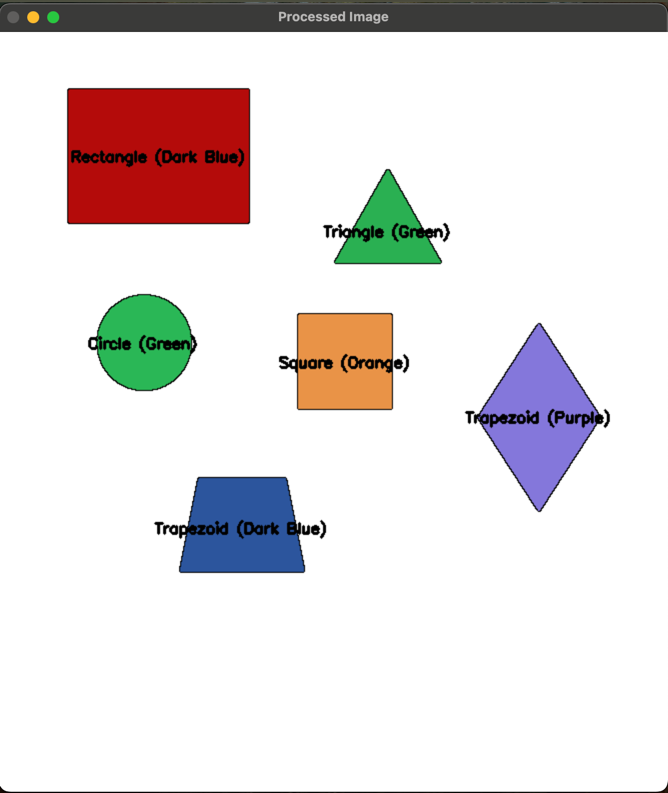 Processed Image
Rectangle (Dark Blue)
Triangle (Green)
Circle (Green)
Square (Orange)
Trapezoid (Purple)
Trapezoid (Dark Blue)